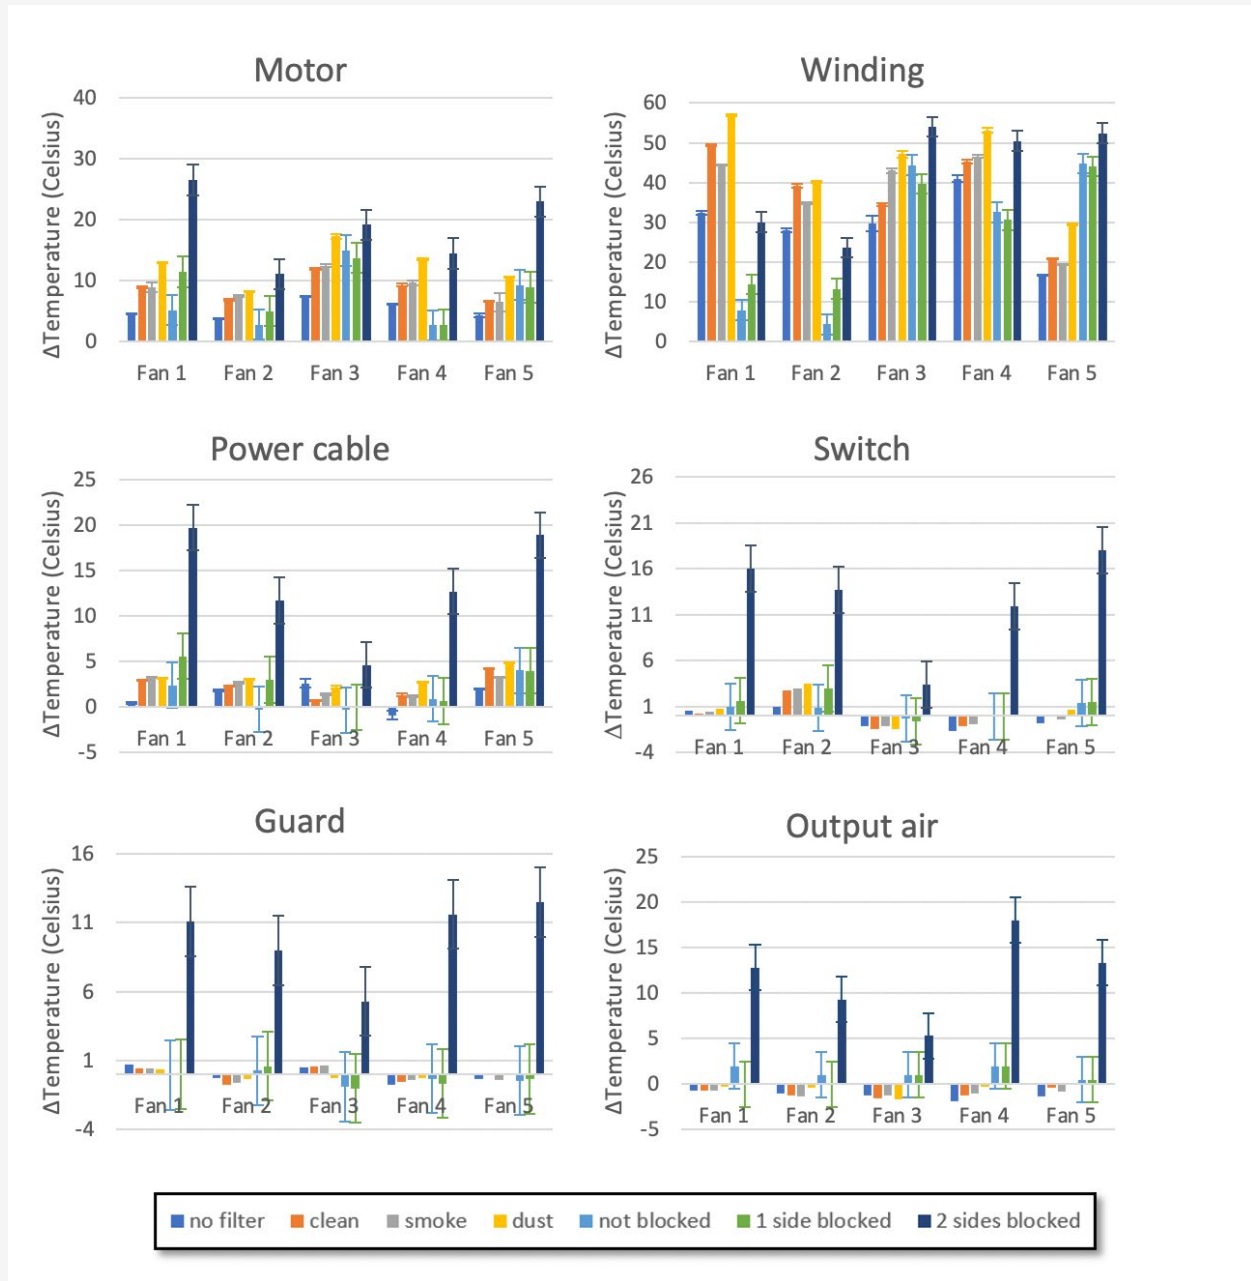 Motor
ΔTemperature (Celsius)
40
30
20
10
0
Fan 1 Fan 2 Fan 3 Fan 4 Fan 5
Winding
ΔTemperature (Celsius)
60
50
40
30
20
10
0
Fan 1 Fan 2 Fan 3 Fan 4 Fan 5
Power cable
ΔTemperature (Celsius)
25
20
15
10
5
0
-5
Fan 1 Fan 2 Fan 3 Fan 4 Fan 5
Switch
ΔTemperature (Celsius)
26
21
16
11
6
1
-4
Fan 1 Fan 2 Fan 3 Fan 4 Fan 5
Guard
ΔTemperature (Celsius)
16
11
6
1
-4
Fan 1 Fan 2 Fan 3 Fan 4 Fan 5
Output air
ΔTemperature (Celsius)
25
20
15
10
5
0
-5
Fan 1 Fan 2 Fan 3 Fan 4 Fan 5
no filter clean smoke dust not blocked 1 side blocked 2 sides blocked